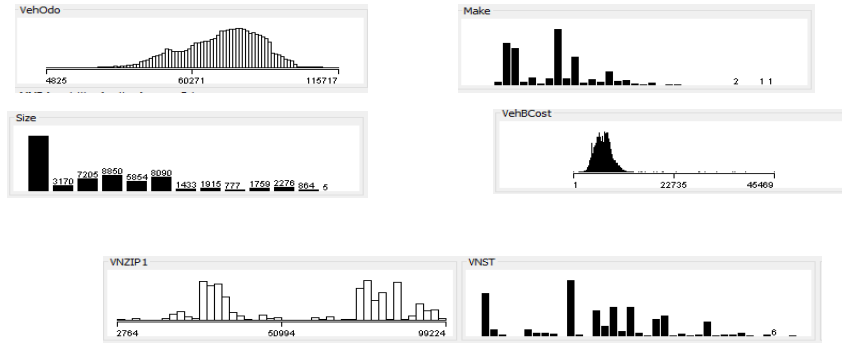 VehOdo
4825 60271 115717
Make
2 1 1
Size
3170 7205 8850 5854 8090 1433 1915 777 1759 2276 864 5
VehBCost
1 22735 45469
VNZIP1
2764 50994 99224
VNST
6